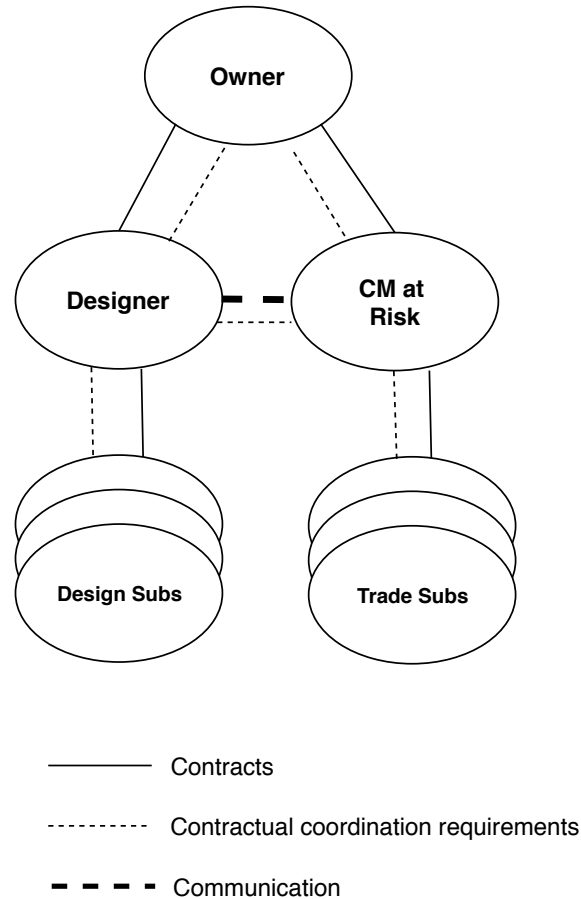 Owner
Designer
CM at
Risk
Design Subs
Trade Subs
Contracts
Contractual coordination requirements
Communication